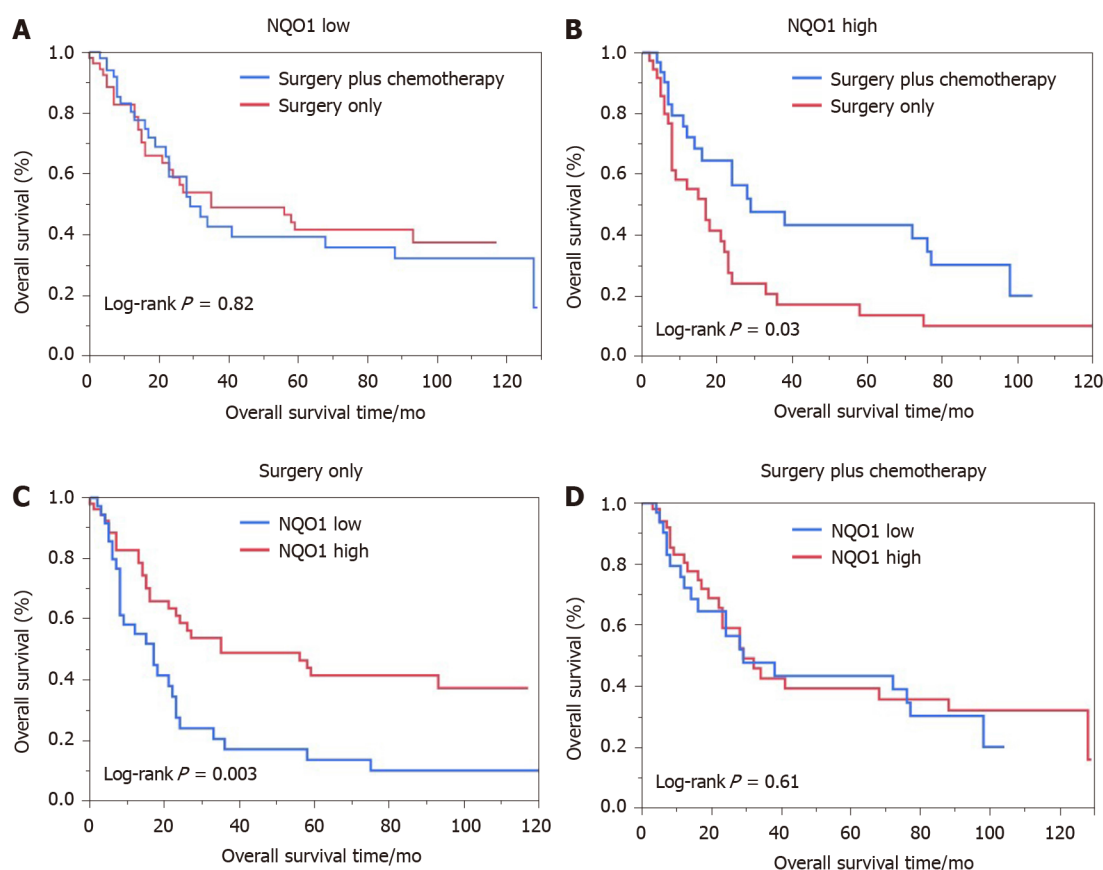 A
NQO1 low
Overall survival (%)
1.0
0.8
0.6
0.4
0.2
0.0
Surgery plus chemotherapy
Surgery only
Log-rank P = 0.82
0 20 40 60 80 100 120
Overall survival time/mo
B
NQO1 high
Overall survival (%)
1.0
0.8
0.6
0.4
0.2
0.0
Surgery plus chemotherapy
Surgery only
Log-rank P = 0.03
0 20 40 60 80 100 120
Overall survival time/mo
C
Surgery only
Overall survival (%)
1.0
0.8
0.6
0.4
0.2
0.0
NQO1 low
NQO1 high
Log-rank P = 0.003
0 20 40 60 80 100 120
Overall survival time/mo
D
Surgery plus chemotherapy
Overall survival (%)
1.0
0.8
0.6
0.4
0.2
0.0
NQO1 low
NQO1 high
Log-rank P = 0.61
0 20 40 60 80 100 120
Overall survival time/mo